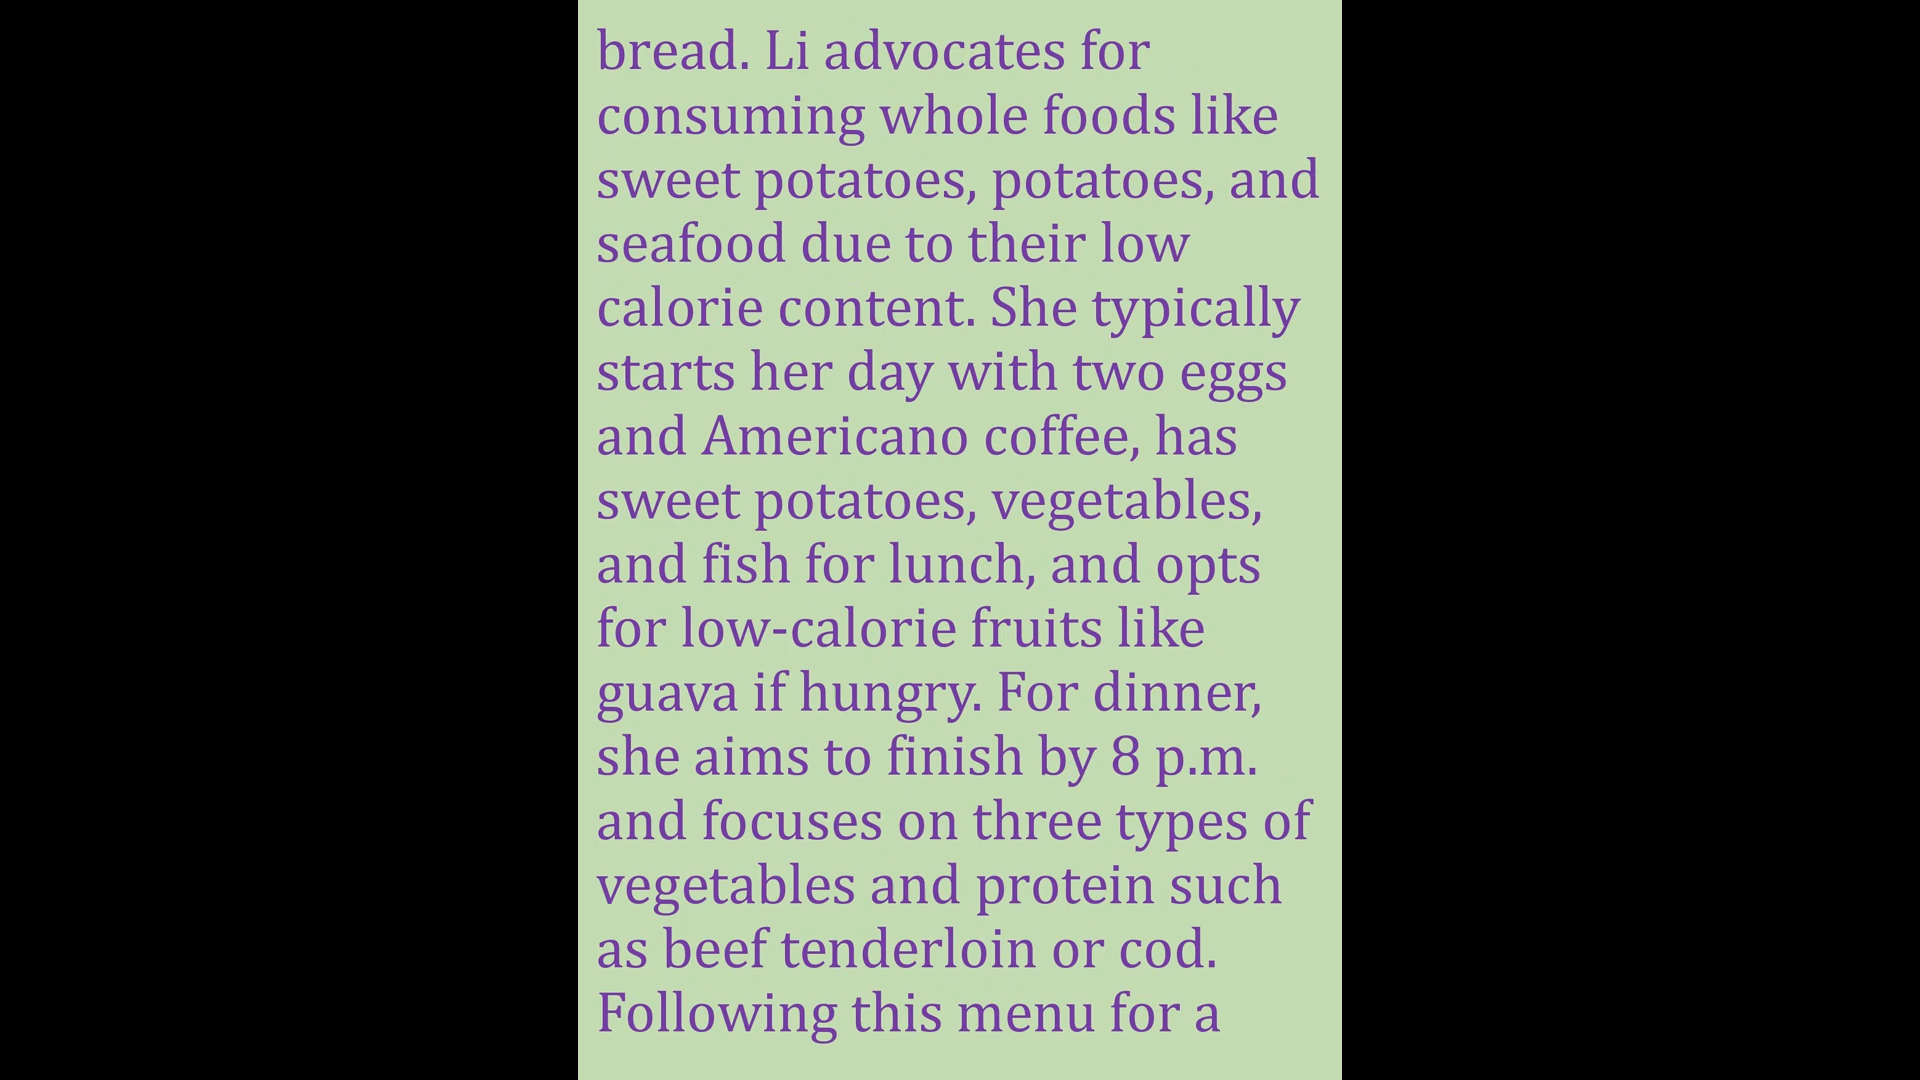 bread. Li advocates for
consuming whole foods like
sweet potatoes, potatoes, and
seafood due to their low
calorie content. She typically
starts her day with two eggs
and Americano coffee, has
sweet potatoes, vegetables,
and fish for lunch, and opts
for low-calorie fruits like
guava if hungry. For dinner,
she aims to finish by 8 p.m.
and focuses on three types of
vegetables and protein such
as beef tenderloin or cod.
Following this menu for a